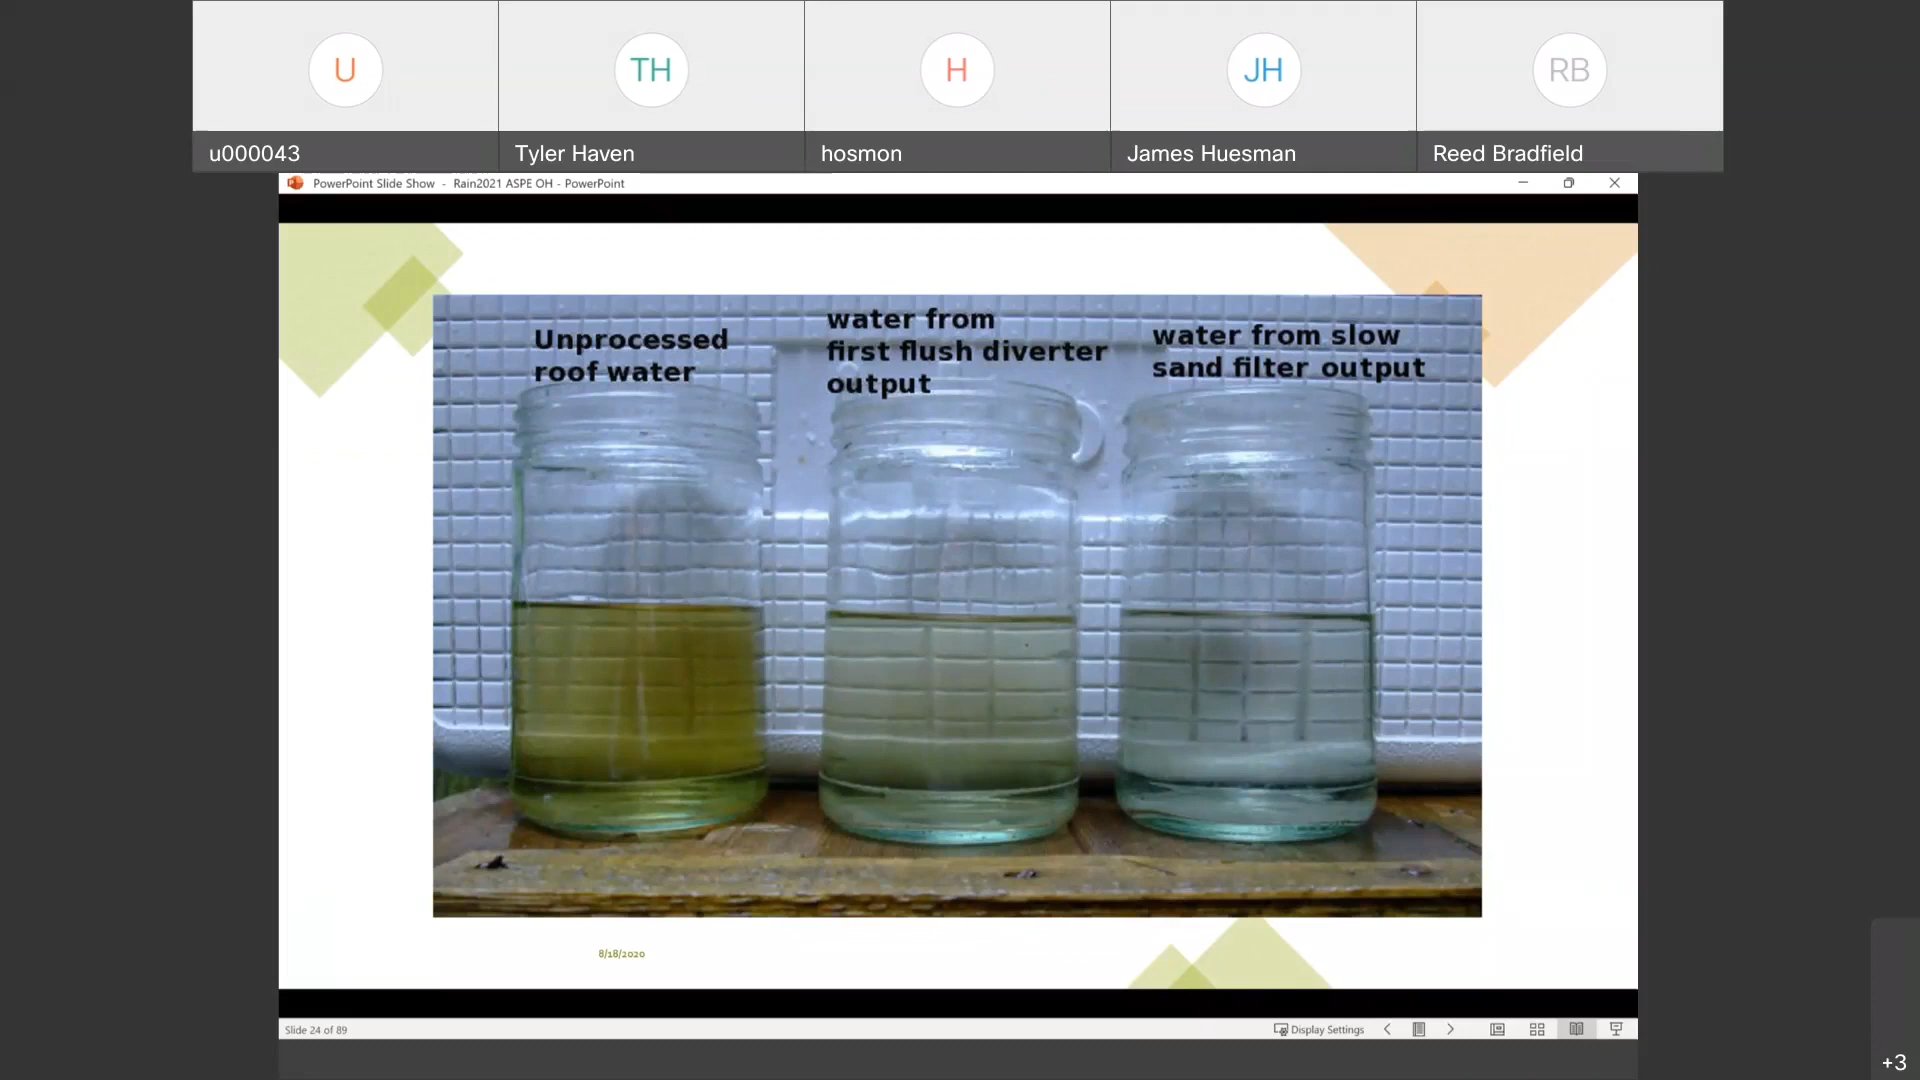 U
TH
H
JH
RB
u000043
Tyler Haven
hosmon
James Huesman
Reed Bradfield
PowerPoint Slide Show - Rain2021 ASPE OH - PowerPoint
Unprocessed
roof water
water from
first flush diverter
output
water from slow
sand filter output
8/18/2020
Slide 24 of 89
Display Settings
+3